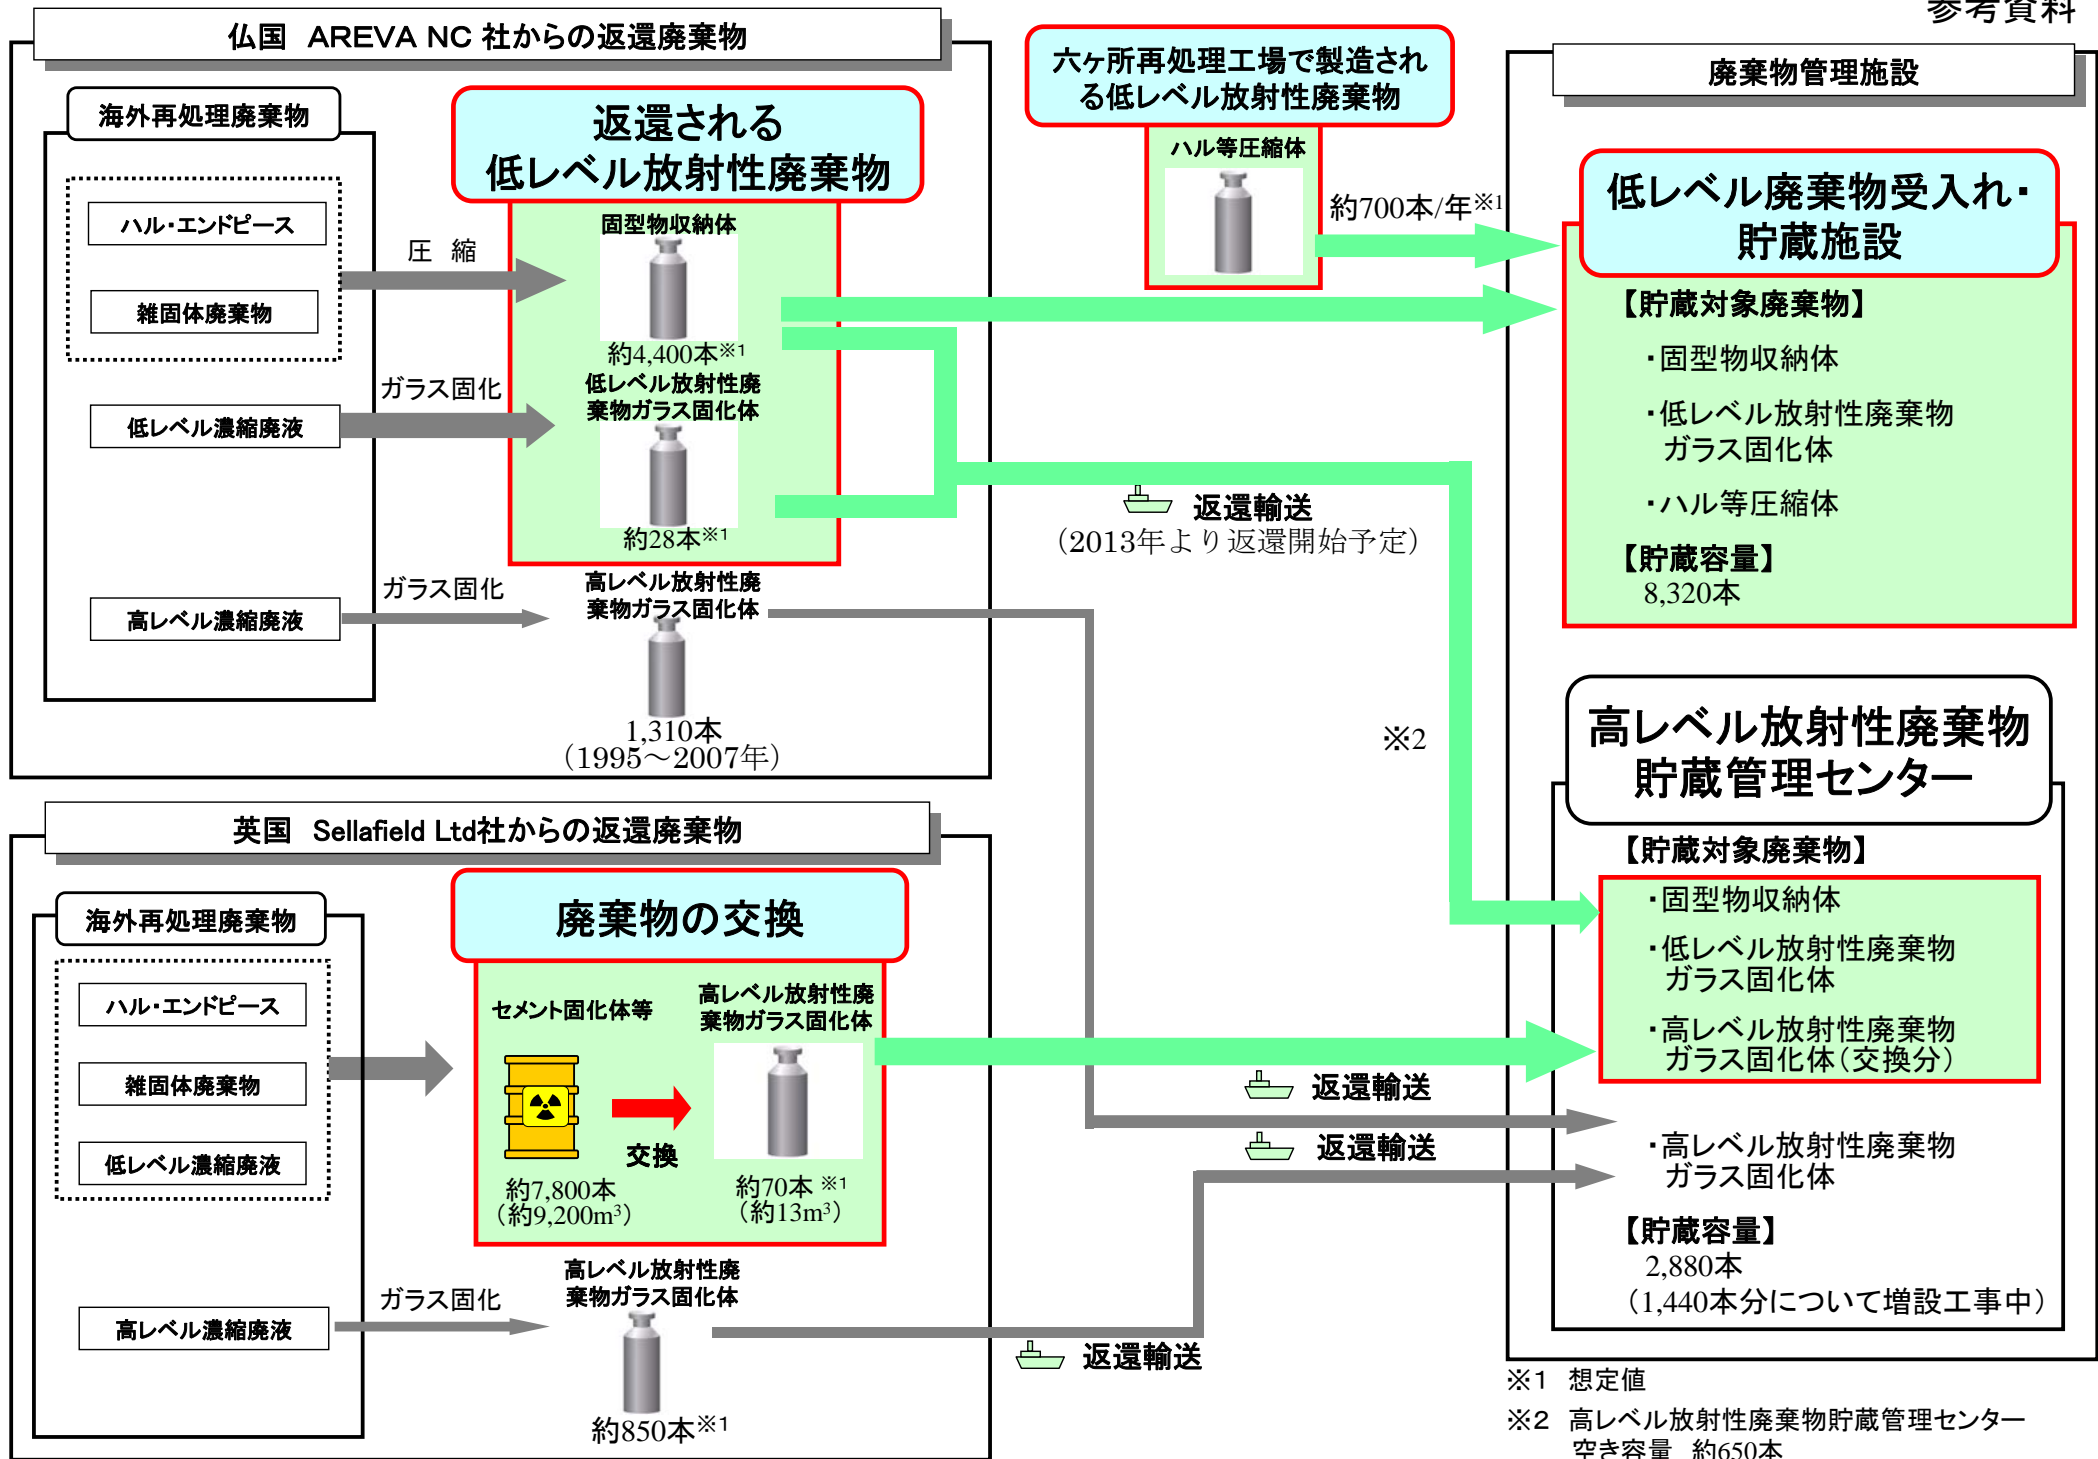 参考資料
仏国 AREVA NC 社からの返還廃棄物
海外再処理廃棄物
ハル・エンドピース
雑固体廃棄物
低レベル濃縮廃液
高レベル濃縮廃液
圧 縮
ガラス固化
ガラス固化
返還される
低レベル放射性廃棄物
固型物収納体
約4,400本※1
低レベル放射性廃
棄物ガラス固化体
約28本※1
高レベル放射性廃
棄物ガラス固化体
1,310本
（1995～2007年）
六ヶ所再処理工場で製造され
る低レベル放射性廃棄物
ハル等圧縮体
約700本/年※1
返還輸送
（2013年より返還開始予定）
※2
英国 Sellafield Ltd社からの返還廃棄物
海外再処理廃棄物
ハル・エンドピース
雑固体廃棄物
低レベル濃縮廃液
高レベル濃縮廃液
ガラス固化
廃棄物の交換
セメント固化体等
約7,800本
（約9,200m³）
交換
高レベル放射性廃
棄物ガラス固化体
約70本 ※1
（約13m³）
高レベル放射性廃
棄物ガラス固化体
約850本※1
返還輸送
返還輸送
返還輸送
廃棄物管理施設
低レベル廃棄物受入れ・
貯蔵施設
【貯蔵対象廃棄物】
・固型物収納体
・低レベル放射性廃棄物
ガラス固化体
・ハル等圧縮体
【貯蔵容量】
8,320本
高レベル放射性廃棄物
貯蔵管理センター
【貯蔵対象廃棄物】
・固型物収納体
・低レベル放射性廃棄物
ガラス固化体
・高レベル放射性廃棄物
ガラス固化体（交換分）
・高レベル放射性廃棄物
ガラス固化体
【貯蔵容量】
2,880本
（1,440本分について増設工事中）
※1 想定値
※2 高レベル放射性廃棄物貯蔵管理センター
空き容量 約650本